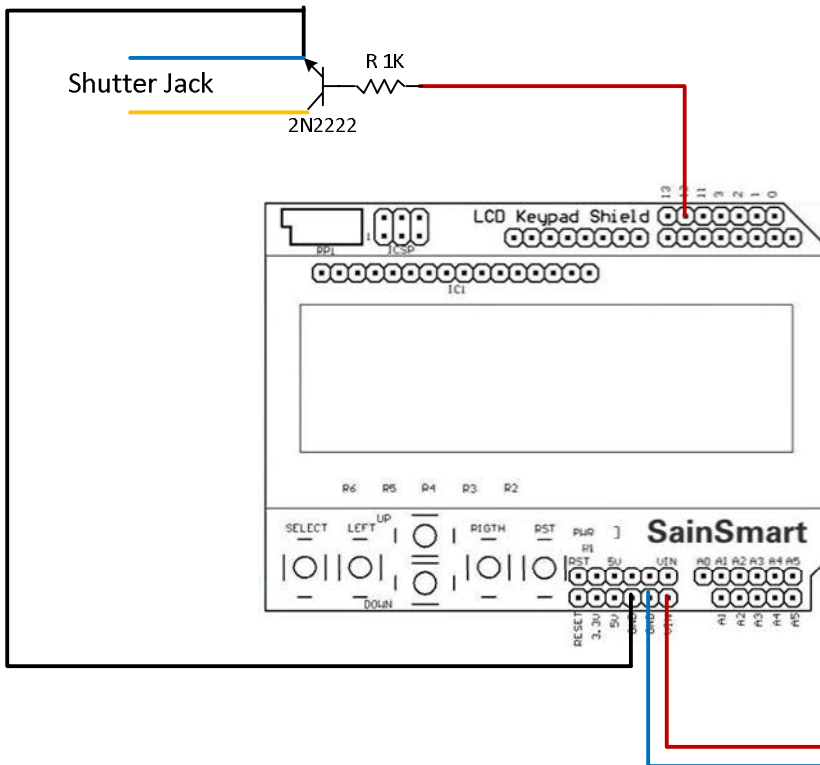 R 1K
Shutter Jack
2N2222
13 12 11 3 2 1 0
LCD Keypad Shield
RP1
1
ICSP
IC1
R6 R5 R4 R3 R2
SELECT LEFT UP RIGTH RST PWR
SainSmart
R1
RST 5V VIN A0 A1 A2 A3 A4 A5
DOWN
RESET 3.3V 5V GND GND VIN A1 A2 A3 A4 A5